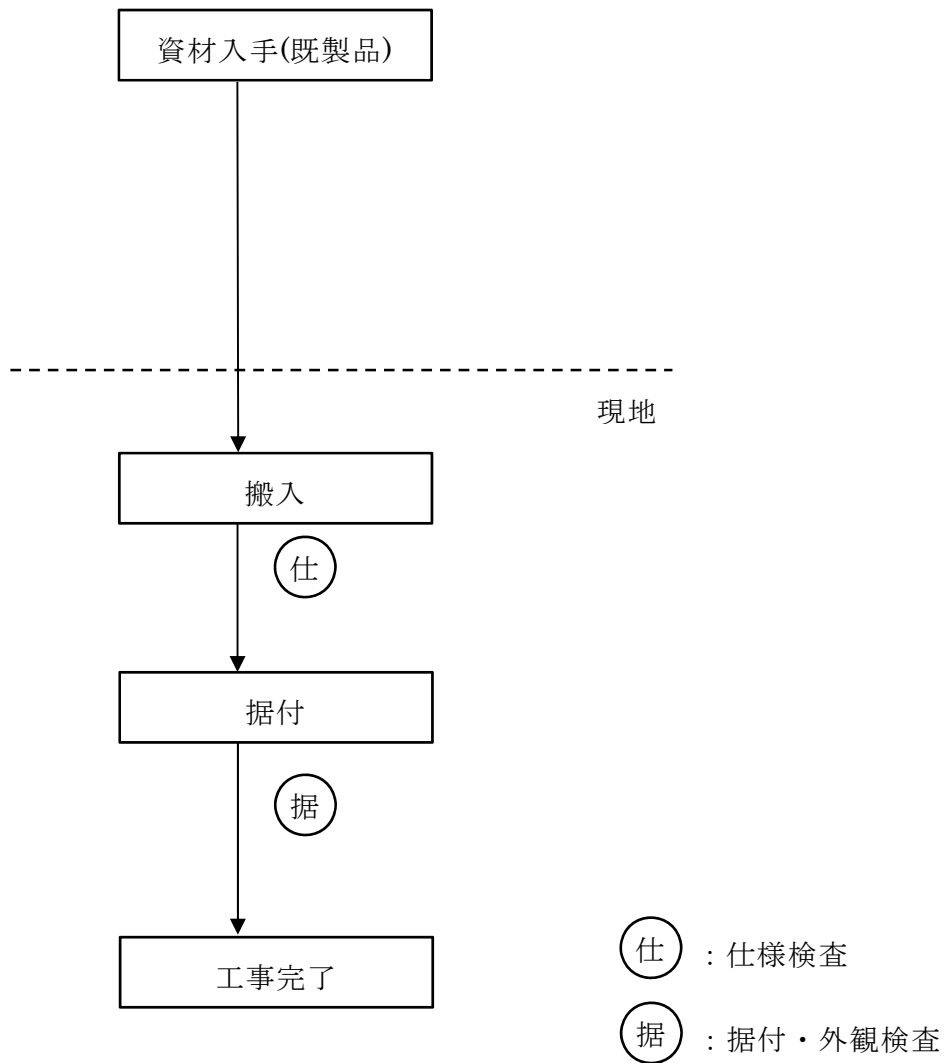 資材入手(既製品)
現地
搬入
仕
据付
据
工事完了
仕 : 仕様検査
据 : 据付・外観検査